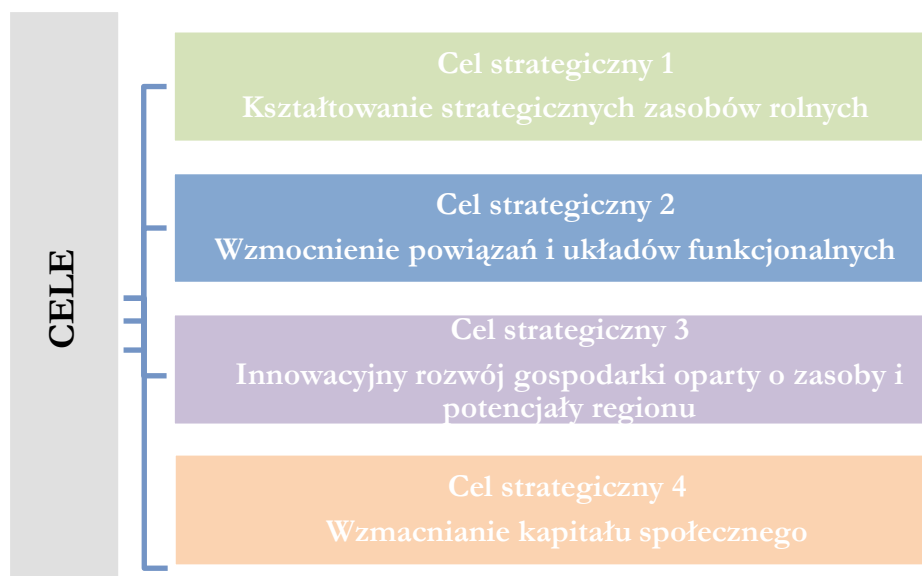 CELE
Cel strategiczny 1
Kształtowanie strategicznych zasobów rolnych
Cel strategiczny 2
Wzmocnienie powiązań i układów funkcjonalnych
Cel strategiczny 3
Innowacyjny rozwój gospodarki oparty o zasoby i
potencjały regionu
Cel strategiczny 4
Wzmacnianie kapitału społecznego